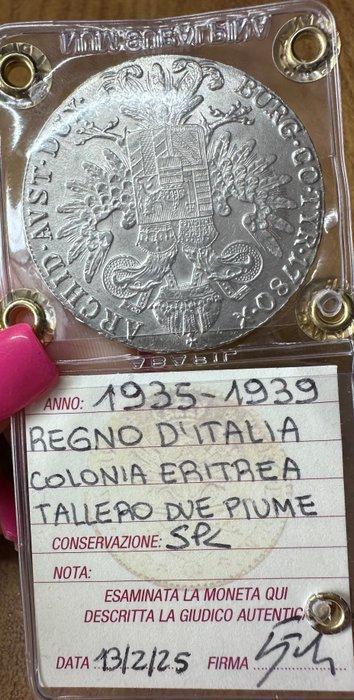 NUMISUALPINA
BURG·CO·TYR·1780·X
ARCHID·AVST·DUX·
ANNO: 1935-1939
REGNO D'ITALIA
COLONIA ERITREA
TALLERO DUE PIUME
CONSERVAZIONE: SPL
NOTA:
ESAMINATA LA MONETA QUI
DESCRITTA LA GIUDICO AUTENTICA
DATA 13/2/25 FIRMA